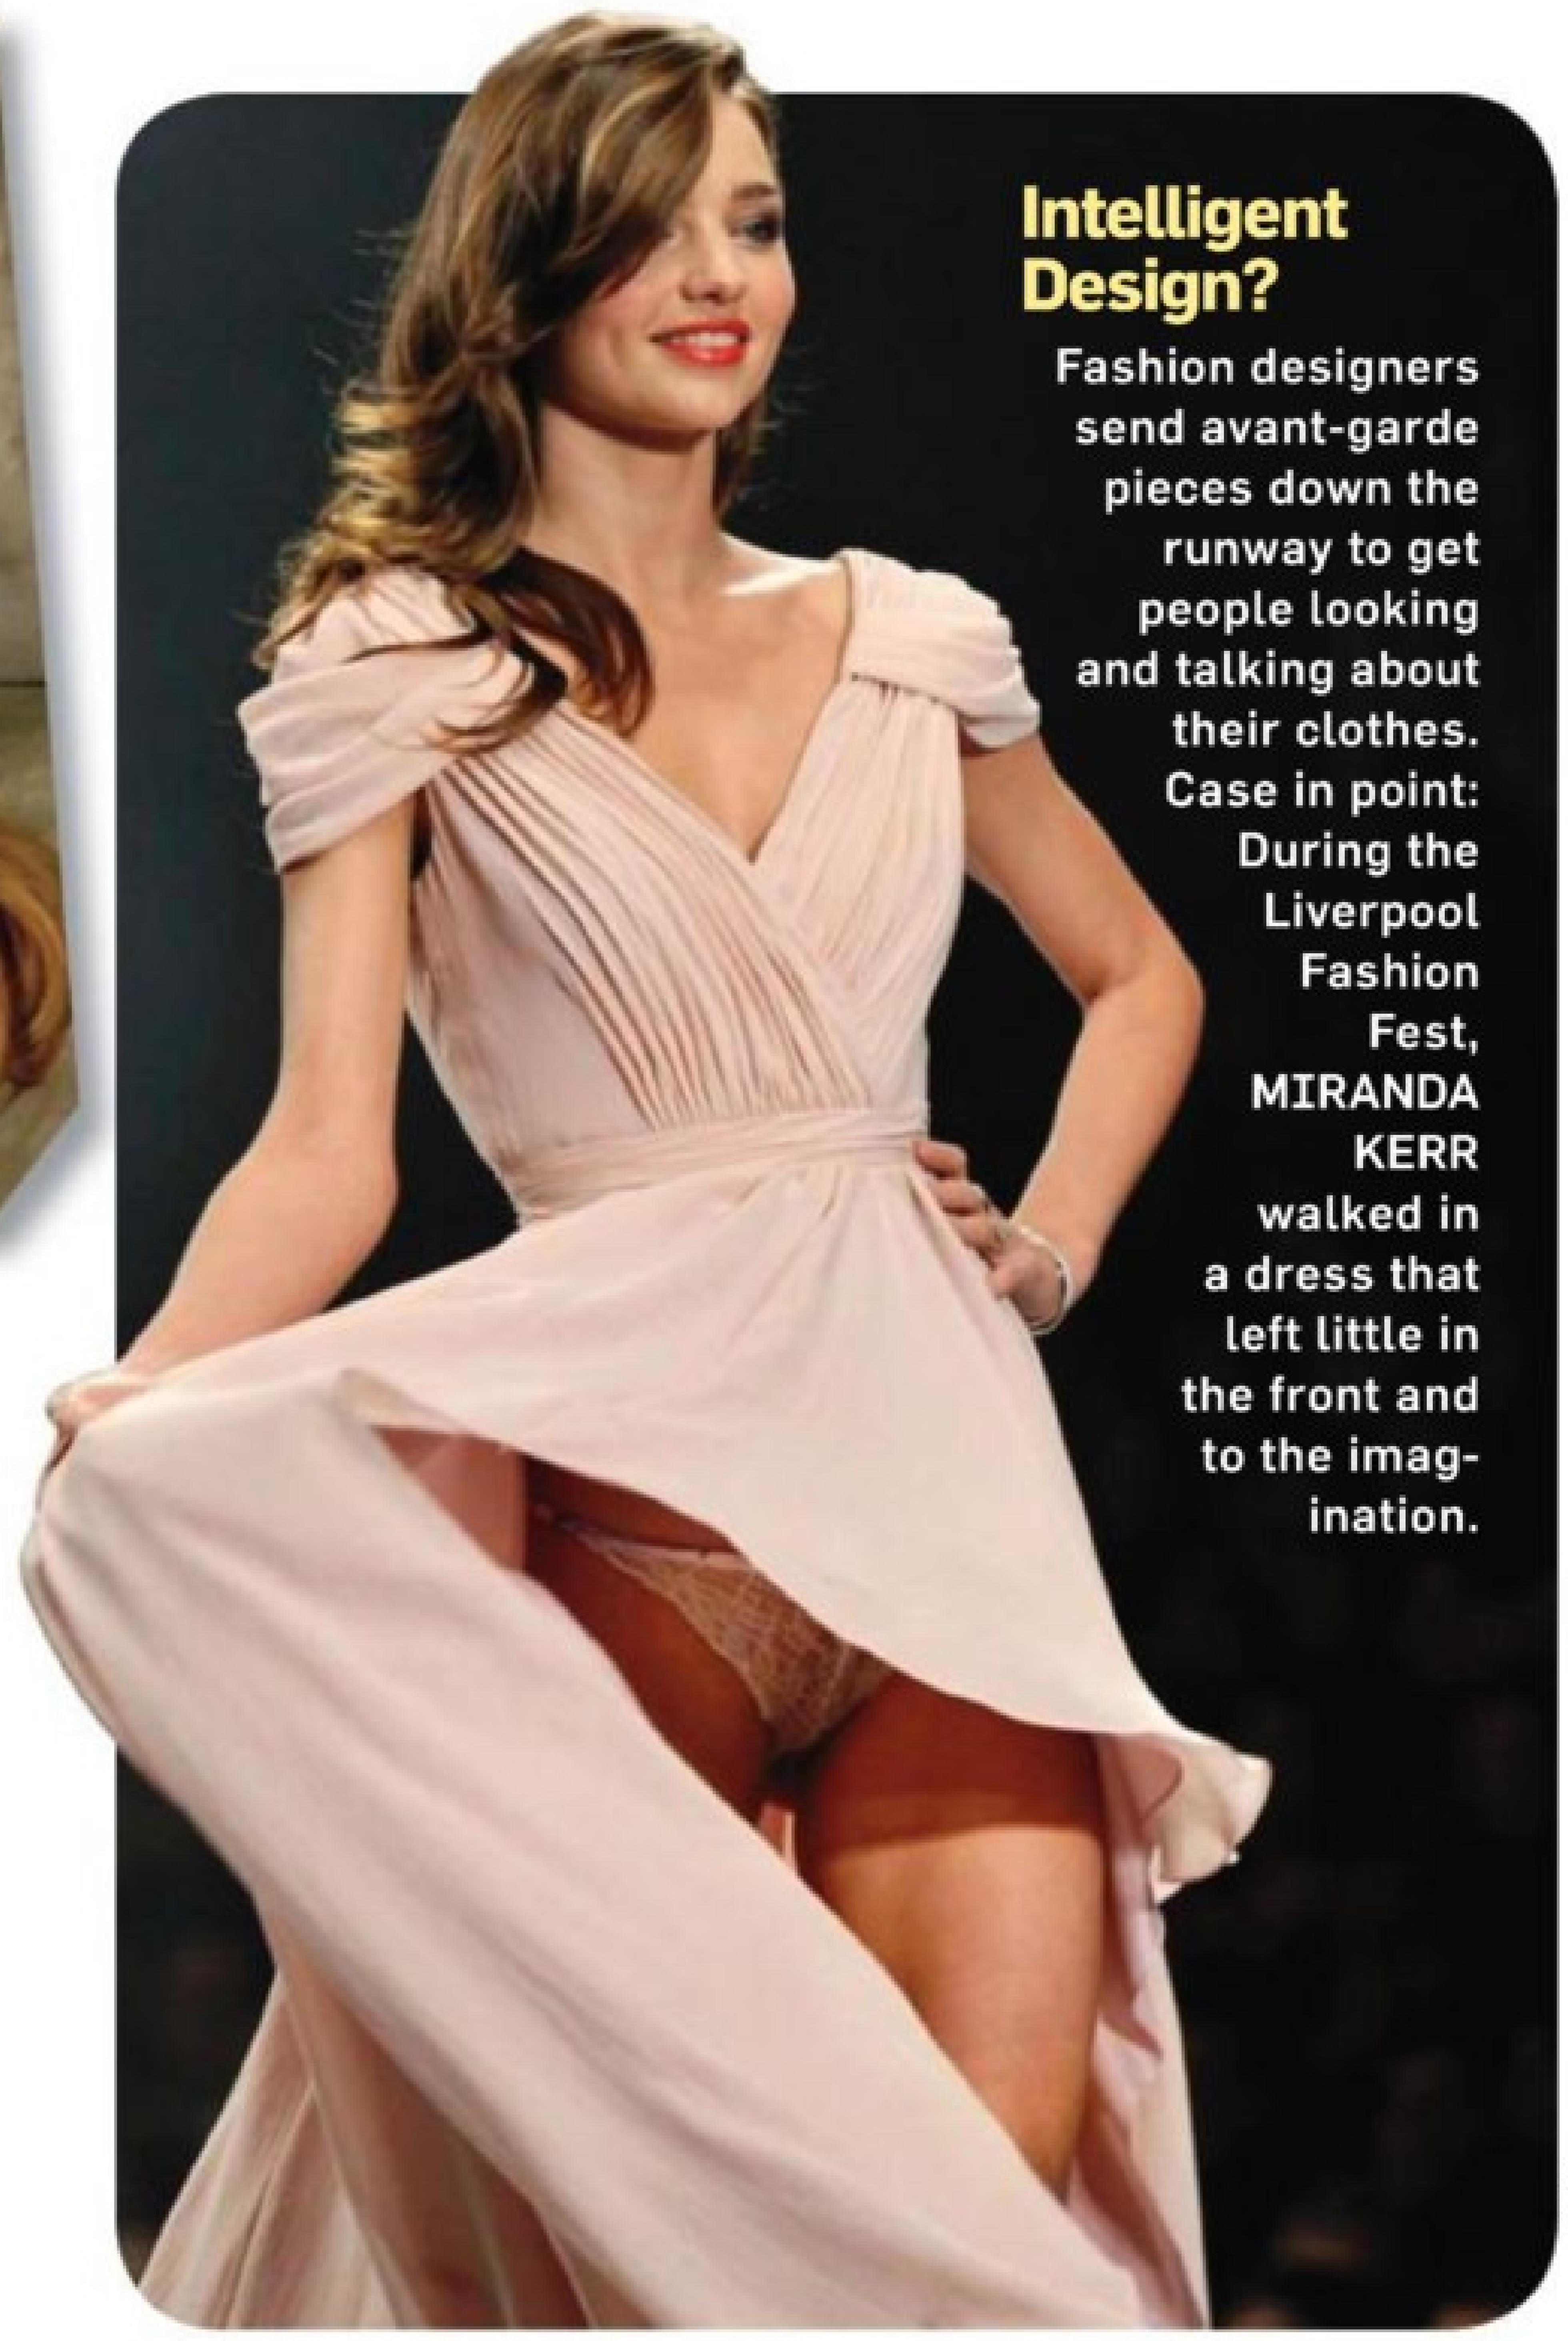 Intelligent
Design?
Fashion designers
send avant-garde
pieces down the
runway to get
people looking
and talking about
their clothes.
Case in point:
During the
Liverpool
Fashion
Fest,
MIRANDA
KERR
walked in
a dress that
left little in
the front and
to the imag-
ination.